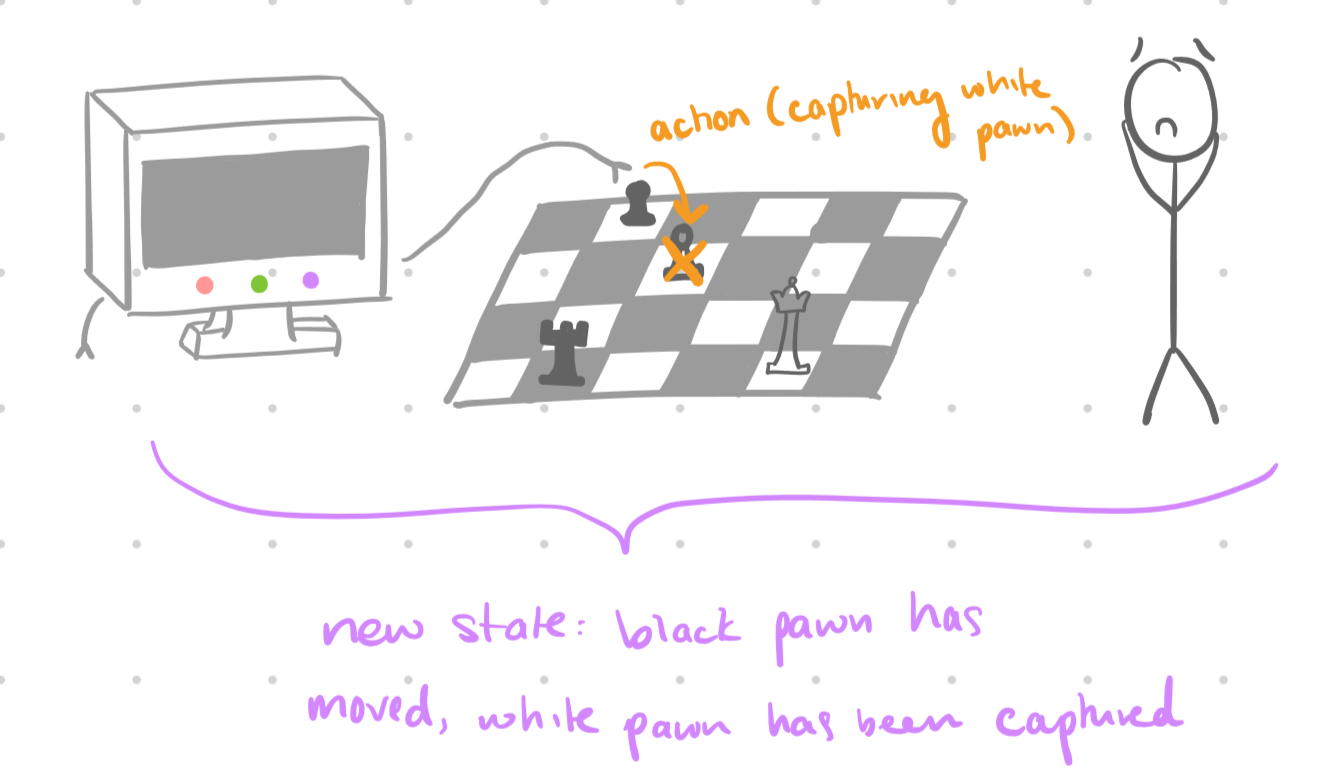 action (capturing white
pawn)
new state: black pawn has
moved, white pawn has been captured